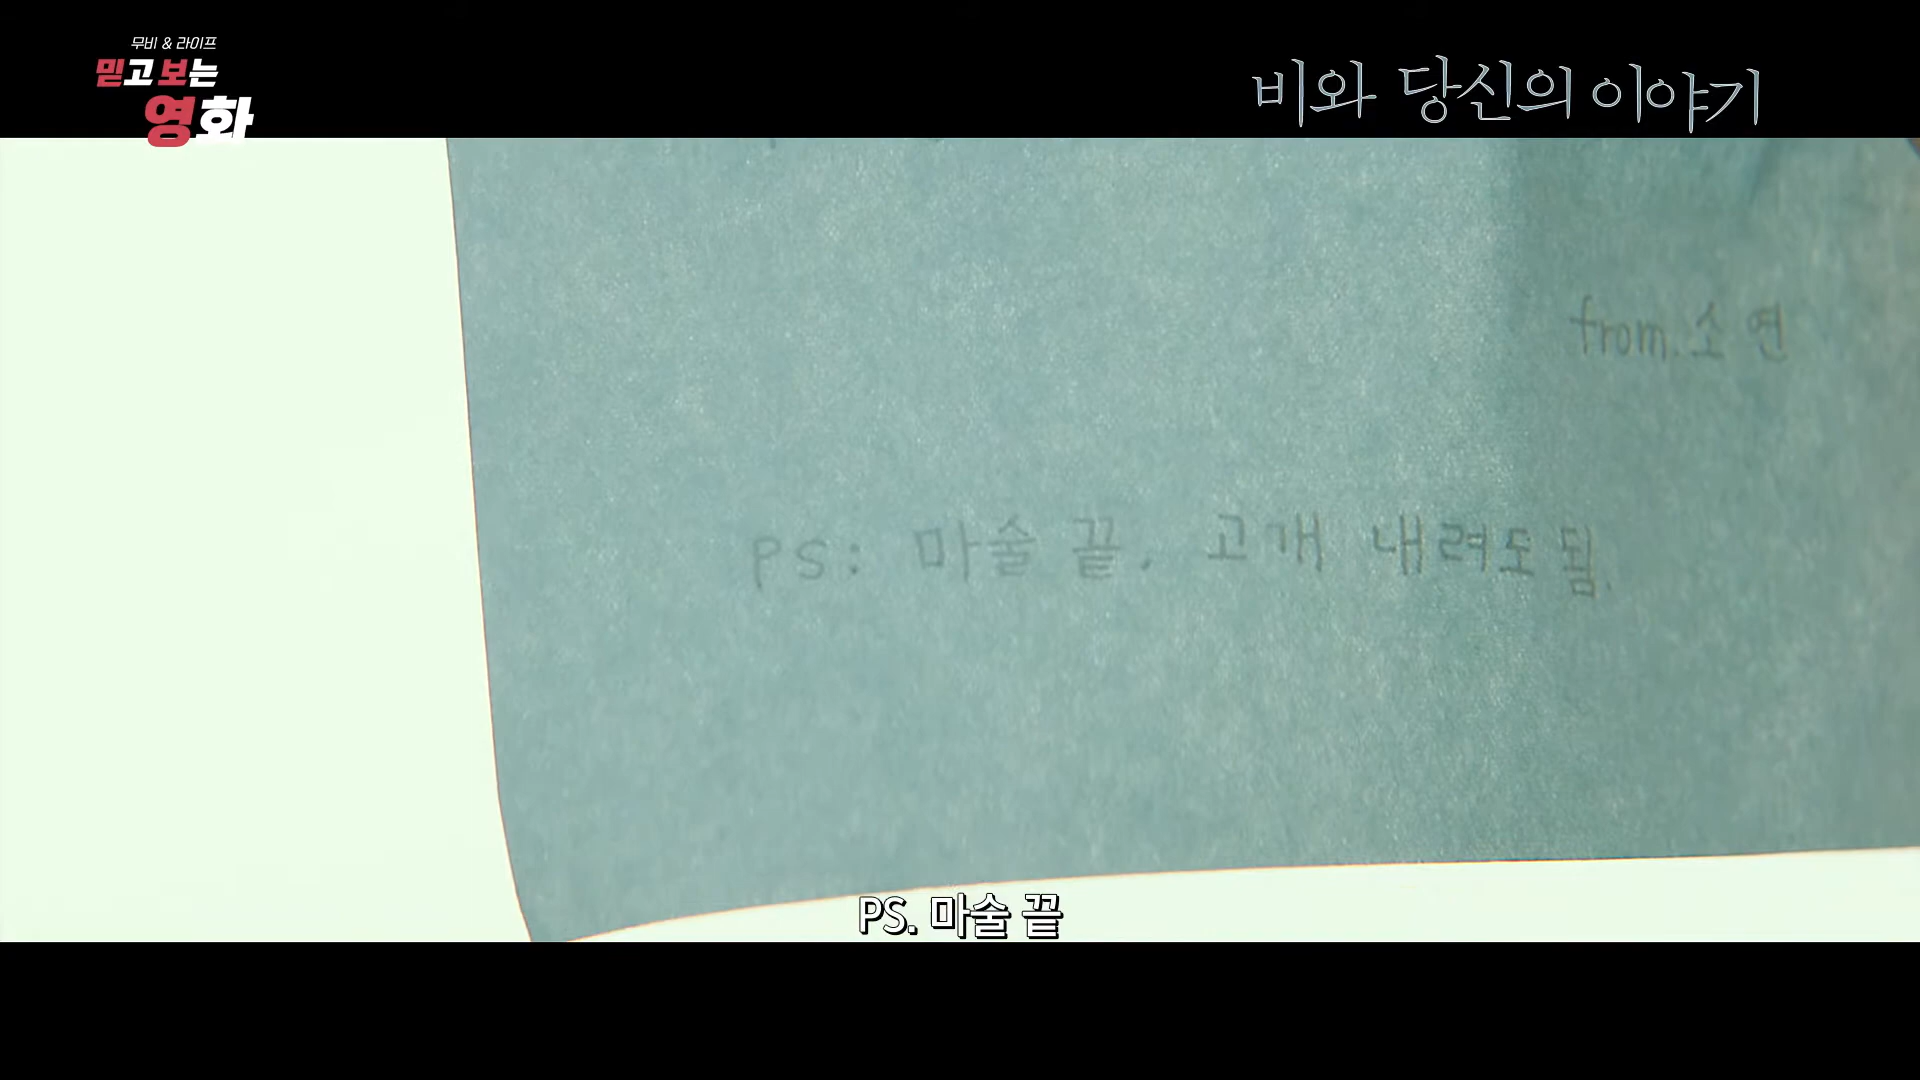 무비 & 라이프
믿고 보는
영화
비와 당신의 이야기
from. 소연
PS: 마술 끝. 고개 내려도 됨.
PS. 마술 끝